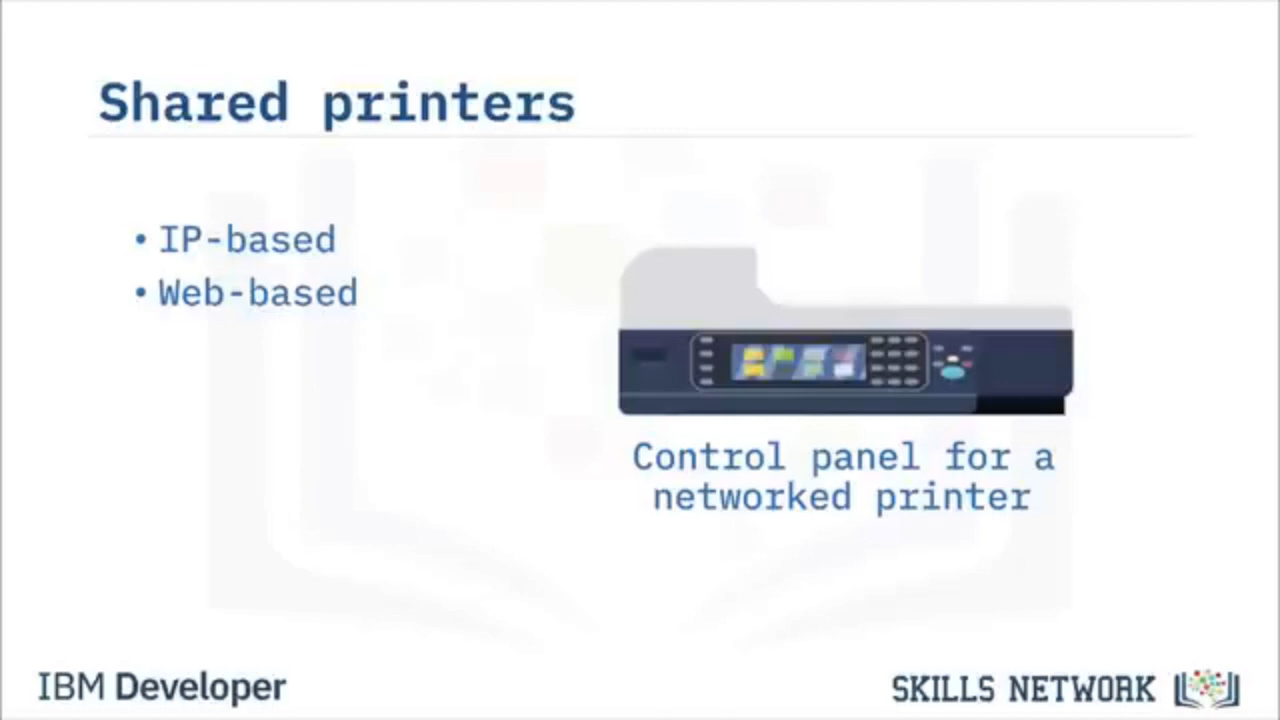 Shared printers
• IP-based
• Web-based
Control panel for a
networked printer
IBM Developer
SKILLS NETWORK